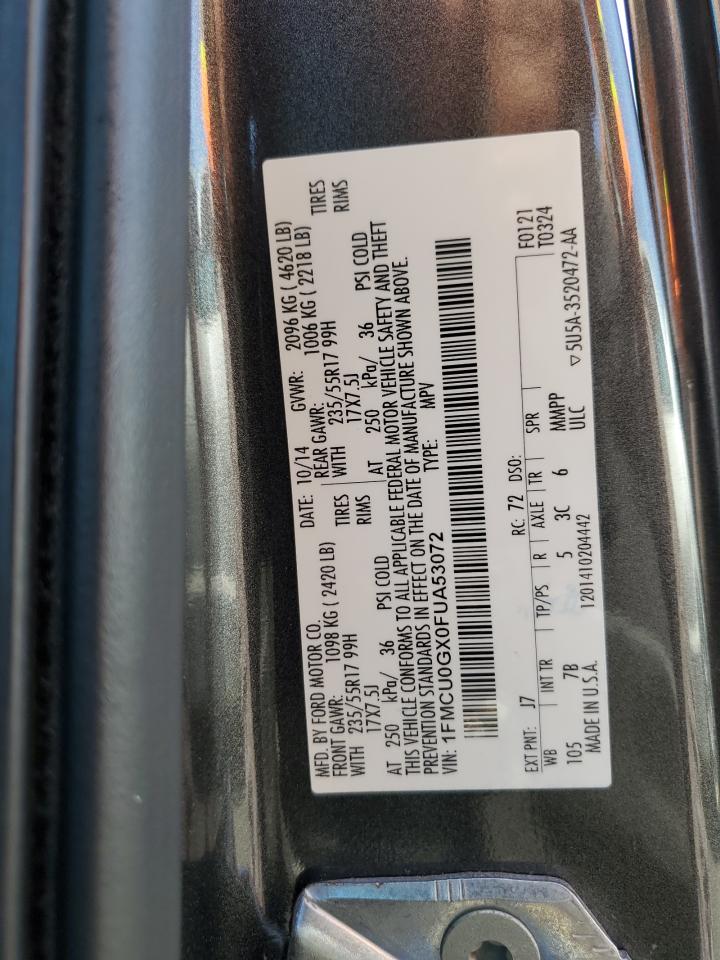 MFD. BY FORD MOTOR CO. DATE: 10/14 GVWR: 2096 KG ( 4620 LB)
FRONT GAWR: 1098 KG ( 2420 LB) REAR GAWR: 1006 KG ( 2218 LB)
WITH 235/55R17 99H TIRES WITH 235/55R17 99H TIRES
17X7.5J RIMS 17X7.5J RIMS
AT 250 kPa/ 36 PSI COLD AT 250 kPa/ 36 PSI COLD
THIS VEHICLE CONFORMS TO ALL APPLICABLE FEDERAL MOTOR VEHICLE SAFETY AND THEFT
PREVENTION STANDARDS IN EFFECT ON THE DATE OF MANUFACTURE SHOWN ABOVE.
VIN: 1FMCU0GX0FUA53072 TYPE: MPV
EXT PNT: J7 RC: 72 DSO: F0121
WB INT TR TP/PS R AXLE TR SPR T0324
105 7B 5 3C 6 MMPP
MADE IN U.S.A. 1201410204442 ULC ▽ 5U5A-3520472-AA